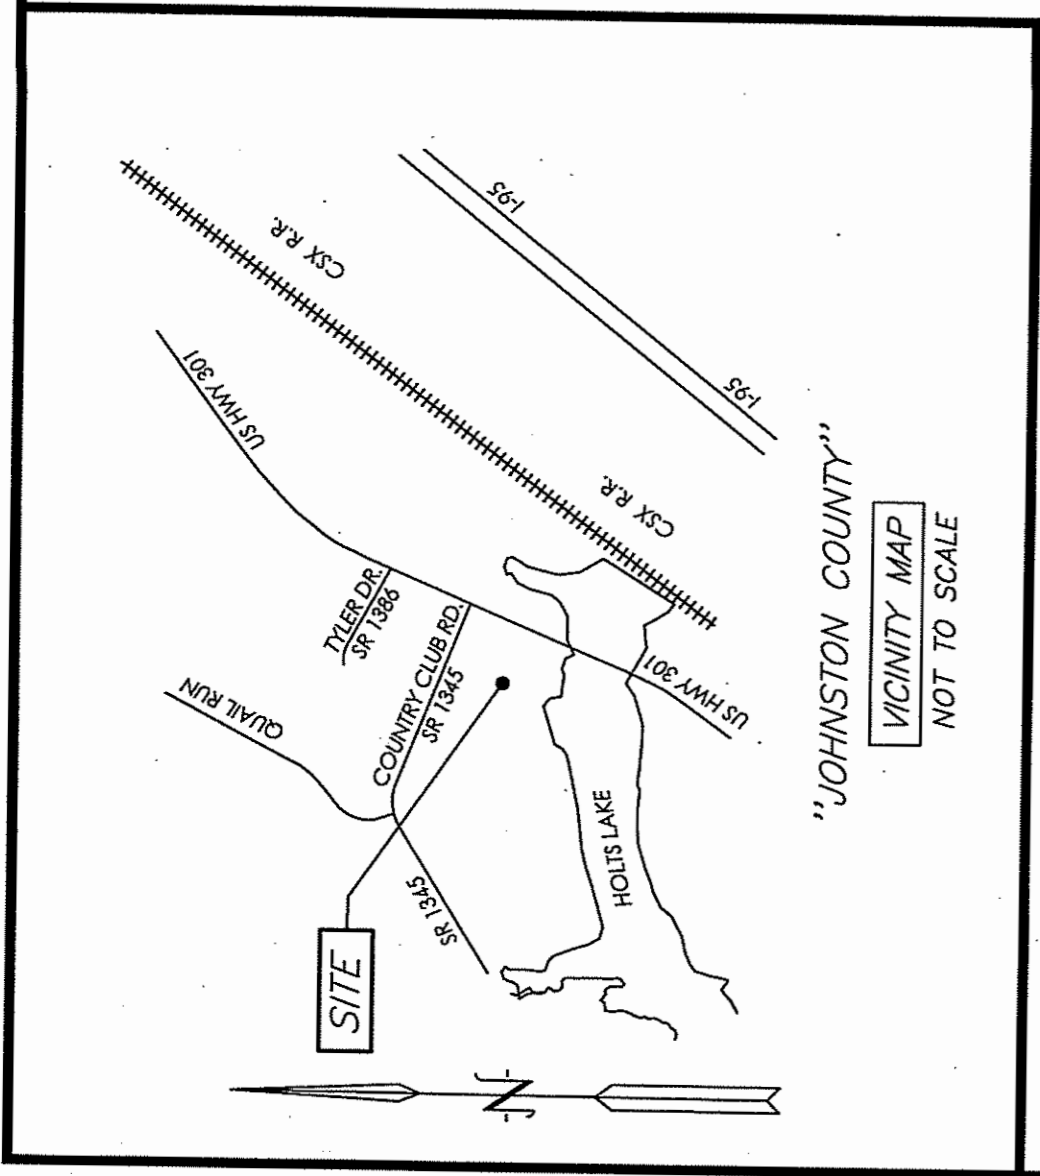 CSX R.R.
I-95
US HWY 301
CSX R.R.
I-95
TYLER DR.
SR 1386
QUAIL RUN
COUNTRY CLUB RD.
SR 1345
US HWY 301
HOLTS LAKE
SR 1345
SITE
N
"JOHNSTON COUNTY"
VICINITY MAP
NOT TO SCALE